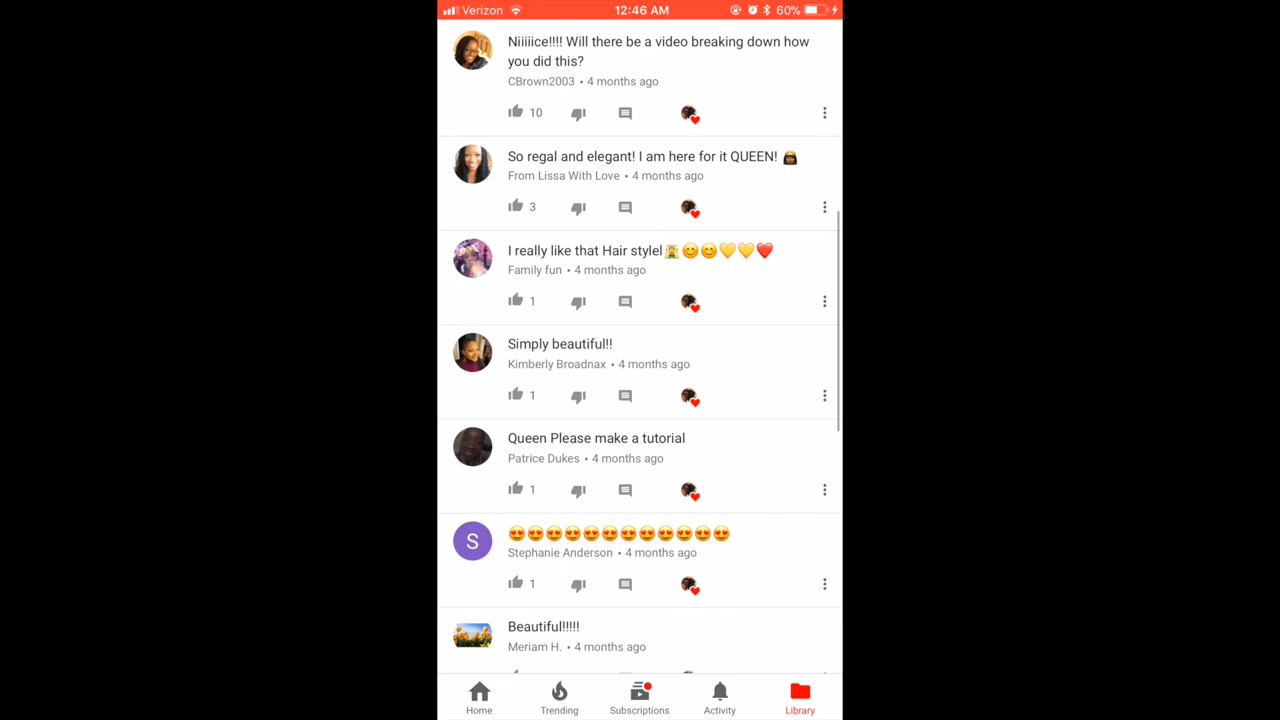 Verizon 12:46 AM 60%
Niiiiice!!!! Will there be a video breaking down how
you did this?
CBrown2003 • 4 months ago
10
So regal and elegant! I am here for it QUEEN! 👸🏾
From Lissa With Love • 4 months ago
3
I really like that Hair stylel👸🏼😊😊💛💛❤️
Family fun • 4 months ago
1
Simply beautiful!!
Kimberly Broadnax • 4 months ago
1
Queen Please make a tutorial
Patrice Dukes • 4 months ago
1
S
😍😍😍😍😍😍😍😍😍😍😍😍
Stephanie Anderson • 4 months ago
1
Beautiful!!!!!
Meriam H. • 4 months ago
Home Trending Subscriptions Activity Library